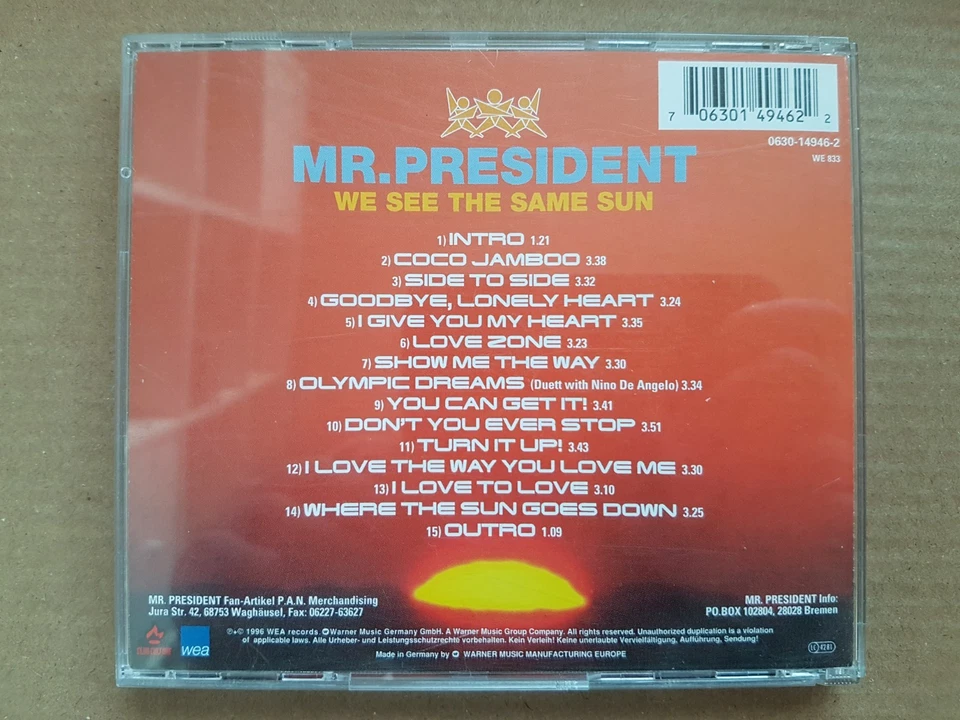 7 06301 49462 2
0630-14946-2
WE 833
MR.PRESIDENT
WE SEE THE SAME SUN
1) INTRO 1.21
2) COCO JAMBOO 3.38
3) SIDE TO SIDE 3.32
4) GOODBYE, LONELY HEART 3.24
5) I GIVE YOU MY HEART 3.35
6) LOVE ZONE 3.23
7) SHOW ME THE WAY 3.30
8) OLYMPIC DREAMS (Duett with Nino De Angelo) 3.34
9) YOU CAN GET IT! 3.41
10) DON'T YOU EVER STOP 3.51
11) TURN IT UP! 3.43
12) I LOVE THE WAY YOU LOVE ME 3.30
13) I LOVE TO LOVE 3.10
14) WHERE THE SUN GOES DOWN 3.25
15) OUTRO 1.09
MR. PRESIDENT Fan-Artikel P.A.N. Merchandising
Jura Str. 42, 68753 Waghäusel, Fax: 06227-63627
MR. PRESIDENT Info:
PO.BOX 102804, 28028 Bremen
wea
℗+© 1996 WEA records. Warner Music Germany GmbH. A Warner Music Group Company. All rights reserved. Unauthorized duplication is a violation
of applicable laws. Alle Urheber- und Leistungsschutzrechte vorbehalten. Kein Verleih! Keine unerlaubte Vervielfältigung, Aufführung, Sendung!
Made in Germany by WARNER MUSIC MANUFACTURING EUROPE
LC 4281